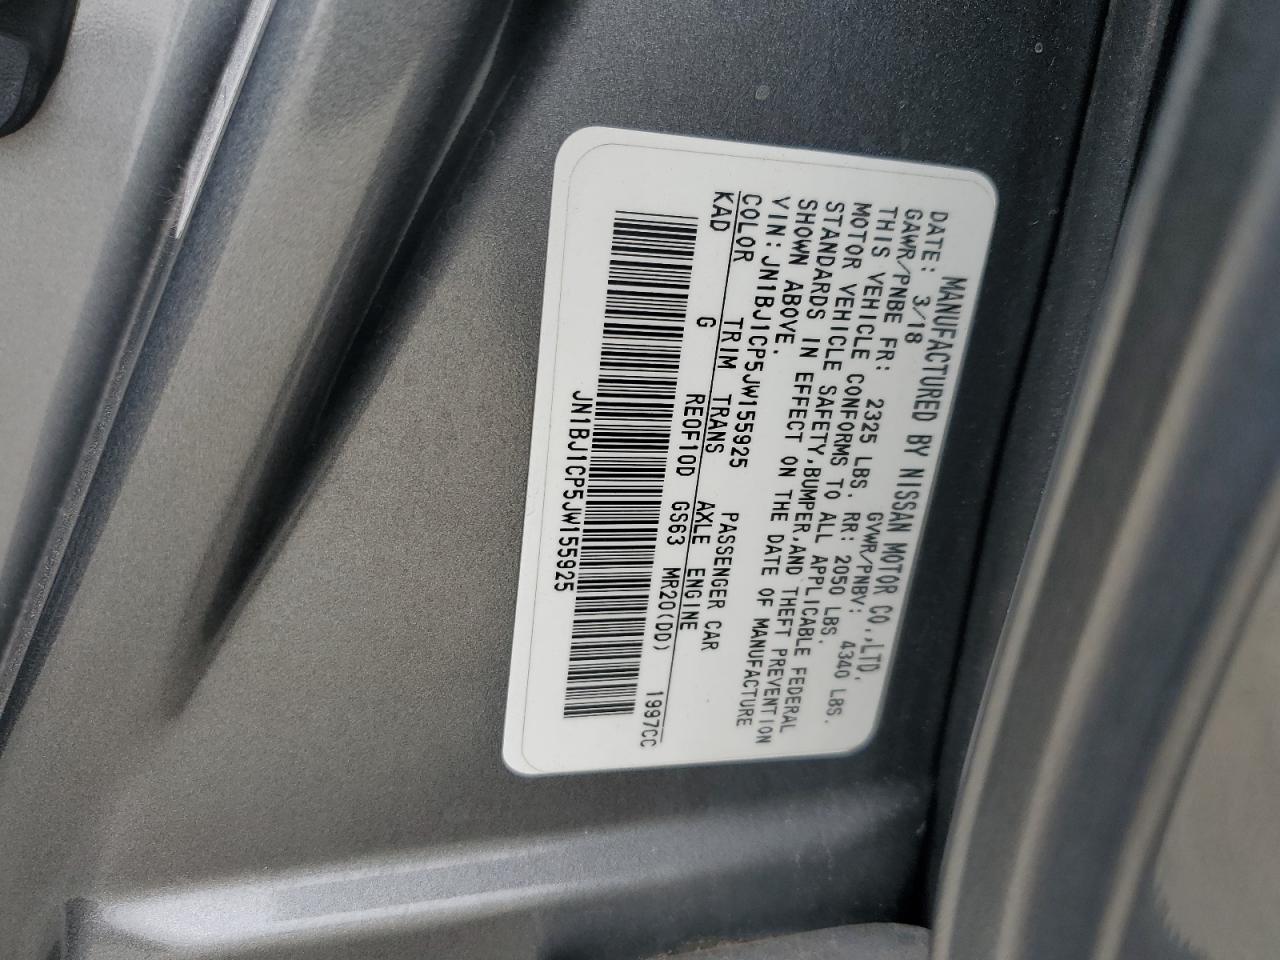 MANUFACTURED BY NISSAN MOTOR CO.,LTD.
DATE: 3/18 GVWR/PNBV: 4340 LBS.
GAWR/PNBE FR: 2325 LBS. RR: 2050 LBS.
THIS VEHICLE CONFORMS TO ALL APPLICABLE FEDERAL
MOTOR VEHICLE SAFETY,BUMPER,AND THEFT PREVENTION
STANDARDS IN EFFECT ON THE DATE OF MANUFACTURE
SHOWN ABOVE.
VIN:JN1BJ1CP5JW155925 PASSENGER CAR
COLOR TRIM TRANS AXLE ENGINE
KAD G RE0F10D GS63 MR20(DD) 1997CC
JN1BJ1CP5JW155925